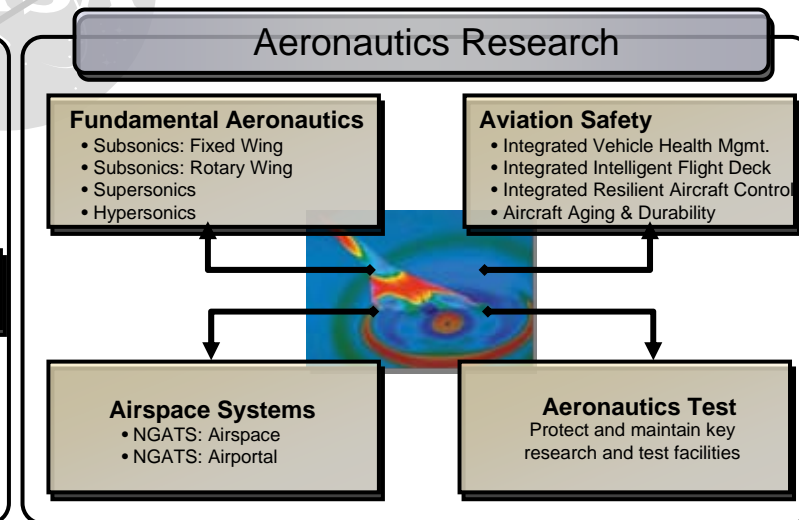 Aeronautics Research
Fundamental Aeronautics
• Subsonics: Fixed Wing
• Subsonics: Rotary Wing
• Supersonics
• Hypersonics
Aviation Safety
• Integrated Vehicle Health Mgmt.
• Integrated Intelligent Flight Deck
• Integrated Resilient Aircraft Control
• Aircraft Aging & Durability
Airspace Systems
• NGATS: Airspace
• NGATS: Airportal
Aeronautics Test
Protect and maintain key
research and test facilities